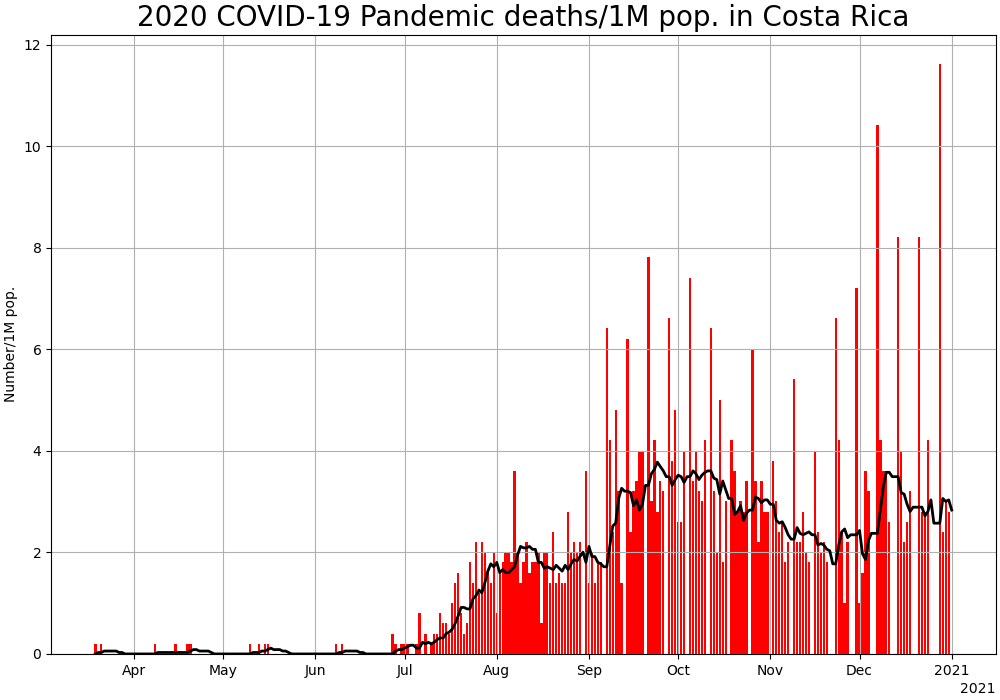 2020 COVID-19 Pandemic deaths/1M pop. in Costa Rica
Number/1M pop.
12
10
8
6
4
2
0
Apr May Jun Jul Aug Sep Oct Nov Dec 2021
2021